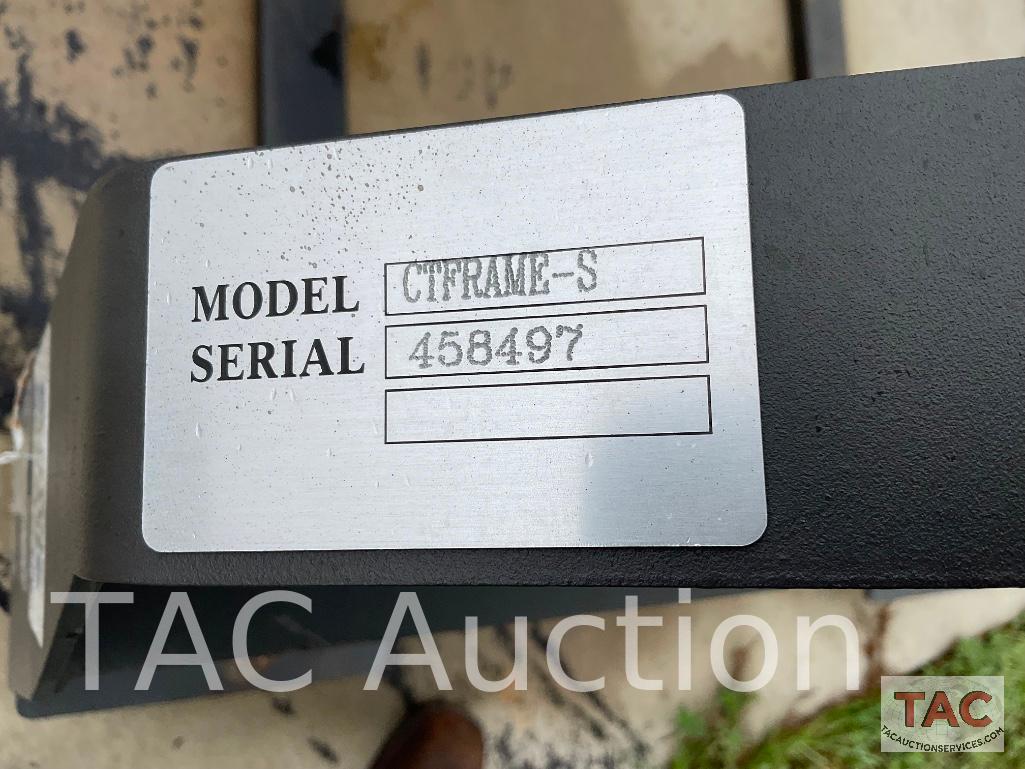 MODEL CTFRAME-S
SERIAL 458497
TAC Auction
TAC
TACAUCTIONSERVICES.COM